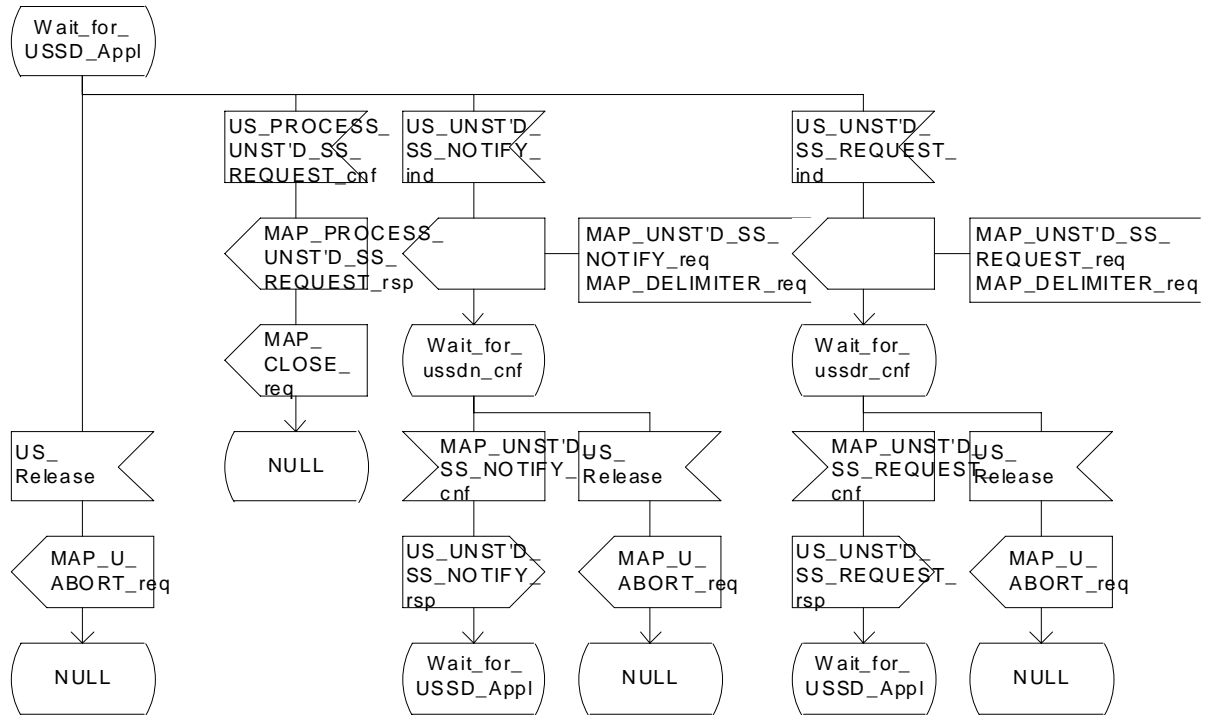 Wait_for_
USSD_Appl
US_PROCESS_
UNST'D_SS_
REQUEST_cnf
US_UNST'D_
SS_NOTIFY_
ind
US_UNST'D_
SS_REQUEST_
ind
MAP_PROCESS_
UNST'D_SS_
REQUEST_rsp
MAP_UNST'D_SS_
NOTIFY_req
MAP_DELIMITER_req
MAP_UNST'D_SS_
REQUEST_req
MAP_DELIMITER_req
MAP_
CLOSE_
req
Wait_for_
ussdn_cnf
Wait_for_
ussdr_cnf
US_
Release
NULL
MAP_UNST'D_
SS_NOTIFY_
cnf
US_
Release
MAP_UNST'D_
SS_REQUEST_
cnf
US_
Release
MAP_U_
ABORT_req
US_UNST'D_
SS_NOTIFY_
rsp
MAP_U_
ABORT_req
US_UNST'D_
SS_REQUEST_
rsp
MAP_U_
ABORT_req
NULL
Wait_for_
USSD_Appl
NULL
Wait_for_
USSD_Appl
NULL